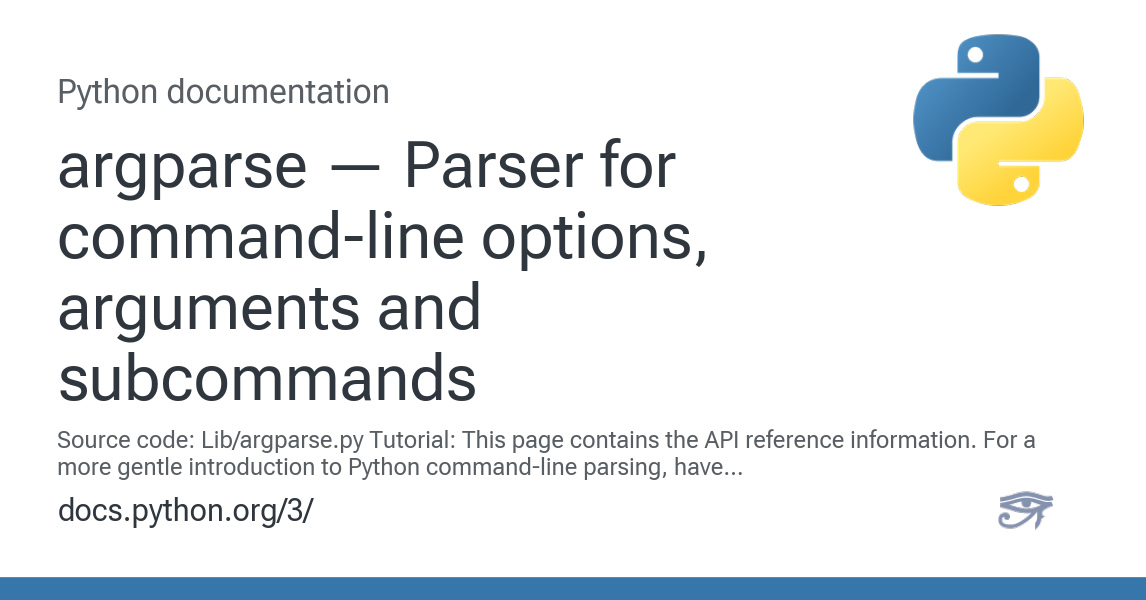 Python documentation
argparse — Parser for
command-line options,
arguments and
subcommands
Source code: Lib/argparse.py Tutorial: This page contains the API reference information. For a
more gentle introduction to Python command-line parsing, have...
docs.python.org/3/